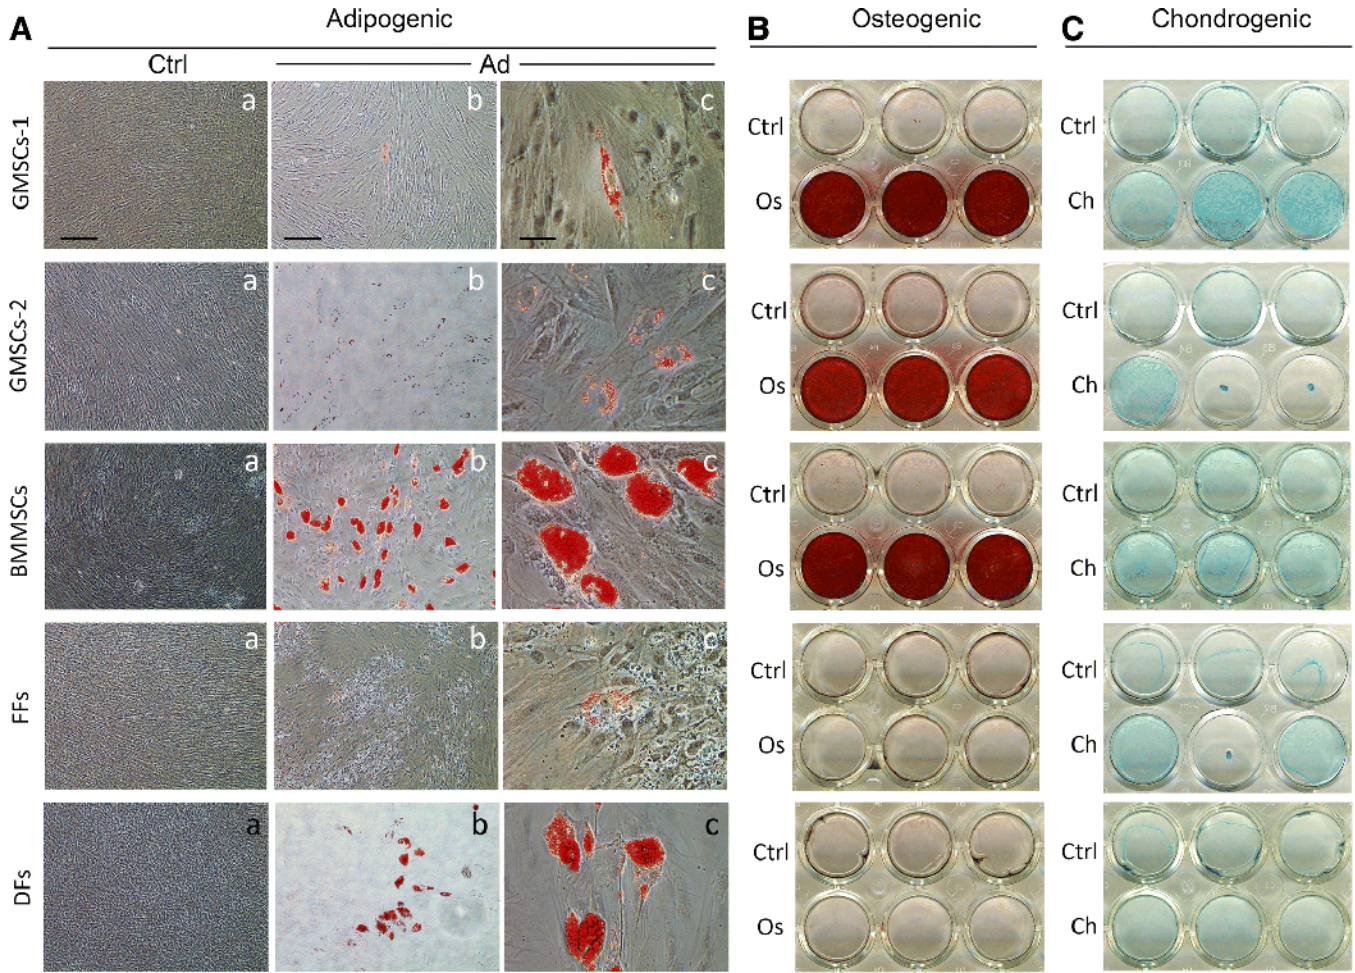 A Adipogenic B Osteogenic C Chondrogenic
Ctrl Ad
GMSCs-1 a b c Ctrl Ctrl
Os Ch
GMSCs-2 a b c Ctrl Ctrl
Os Ch
BMMSCs a b c Ctrl Ctrl
Os Ch
FFs a b c Ctrl Ctrl
Os Ch
DFs a b c Ctrl Ctrl
Os Ch